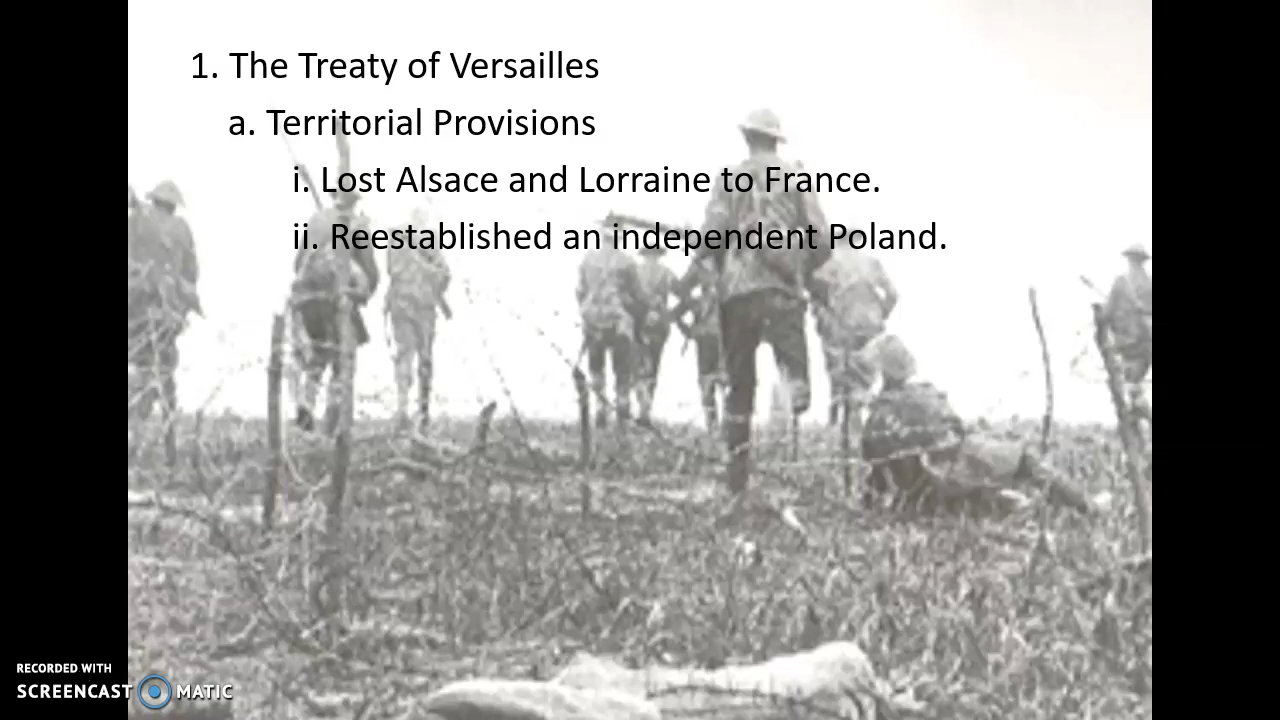 1. The Treaty of Versailles
a. Territorial Provisions
i. Lost Alsace and Lorraine to France.
ii. Reestablished an independent Poland.
RECORDED WITH
SCREENCAST MATIC